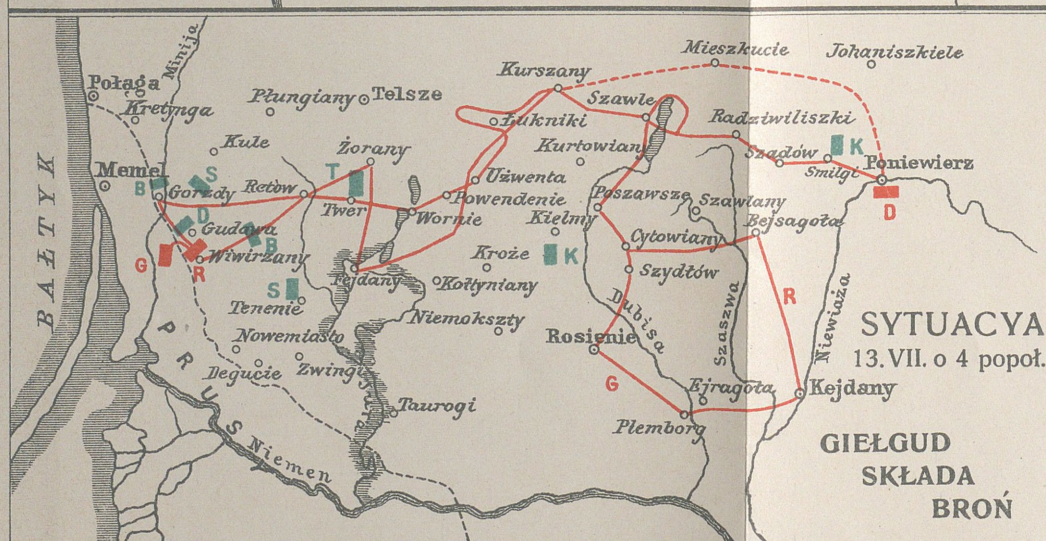 Mieszkucie
Johaniszkiele
Minija
Kurszany
Połąga
Płungiany
Telsze
Szawle
Kretynga
Łukniki
Radziwiliszki
Kule
Żorany
Kurtowiany
Szadów
K
Smilgi
Poniewierz
Memel
B
S
Gorżdy
Retów
T
Twer
Użwenta
Powendenie
Wornie
Poszawsze
Szawlany
D
BAŁTYK
D
Gudawa
B
Kielmy
Bejsagoła
G
R
Wiwirżany
Kroże
K
Cytowiany
Fejdany
Kołtyniany
Szydłów
S
Tenenie
R
Niewiaża
Niemokszty
Dubisa
Szaszwa
SYTUACYA
Nowemiasto
Rosienie
13.VII. o 4 popoł.
Degucie
Zwingi
Jura
G
Ejragoła
Kejdany
PRUSY
Taurogi
Plemborg
Niemen
GIEŁGUD
SKŁADA
BROŃ